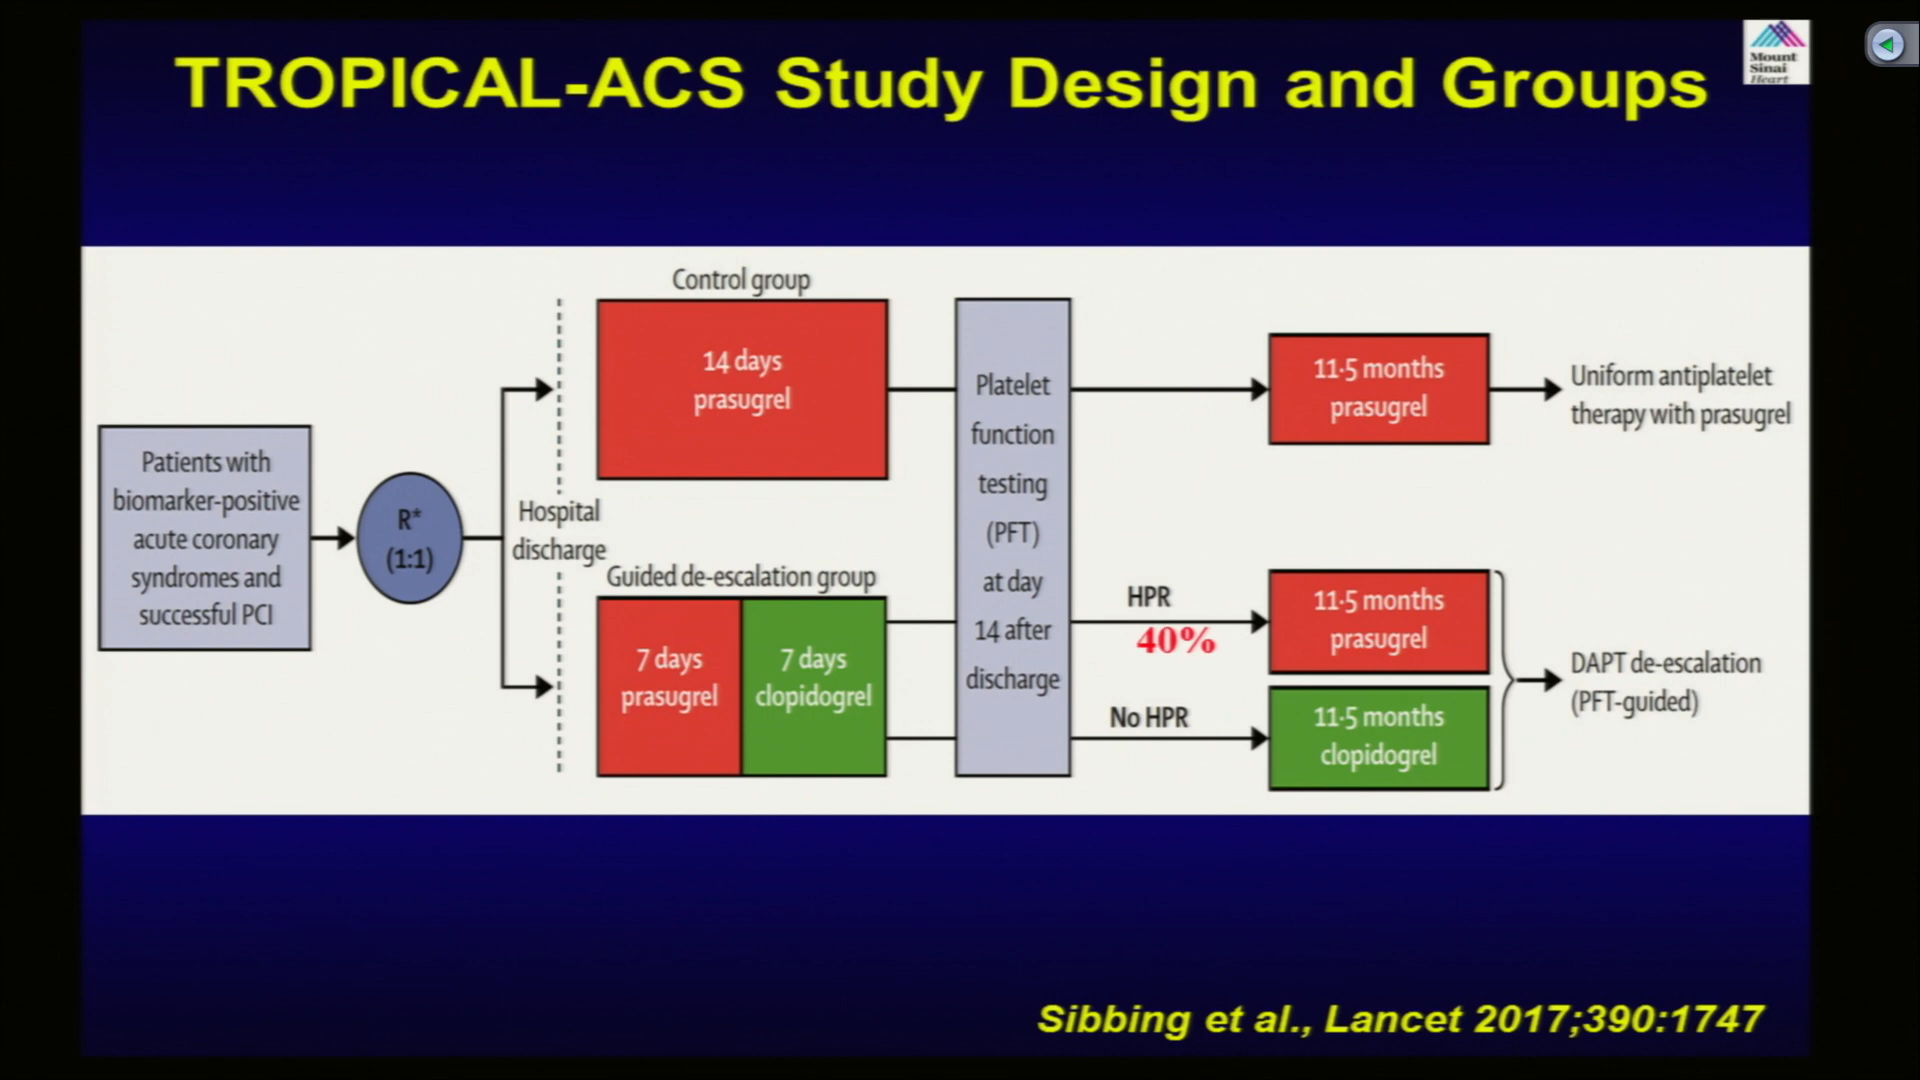 TROPICAL-ACS Study Design and Groups
Mount
Sinai
Heart
Control group
14 days
prasugrel
Patients with
biomarker-positive
acute coronary
syndromes and
successful PCI
R*
(1:1)
Hospital
discharge
Guided de-escalation group
7 days
prasugrel
7 days
clopidogrel
Platelet
function
testing
(PFT)
at day
14 after
discharge
11·5 months
prasugrel
Uniform antiplatelet
therapy with prasugrel
HPR
40%
11·5 months
prasugrel
No HPR
11·5 months
clopidogrel
DAPT de-escalation
(PFT-guided)
Sibbing et al., Lancet 2017;390:1747